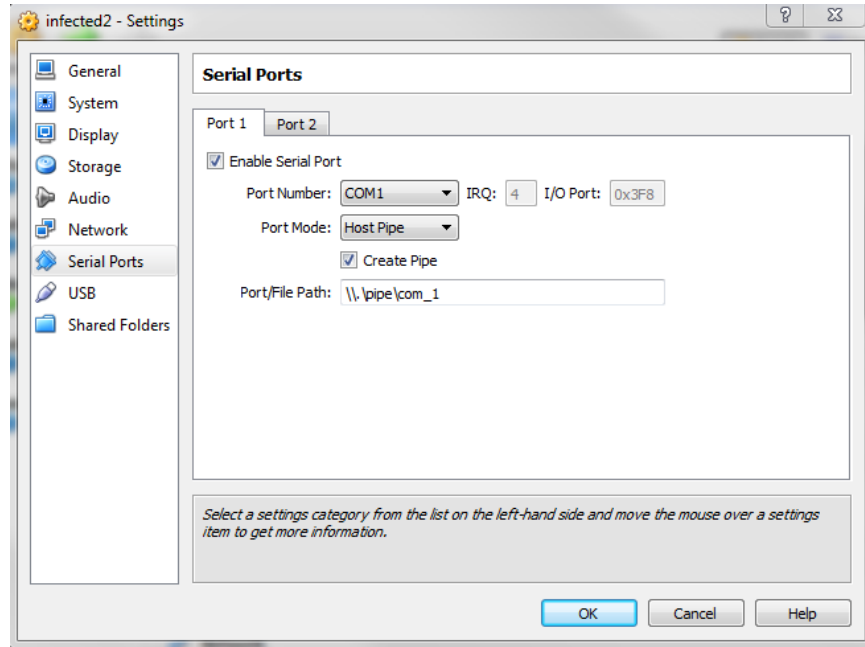 infected2 - Settings
General
System
Display
Storage
Audio
Network
Serial Ports
USB
Shared Folders
Serial Ports
Port 1 Port 2
Enable Serial Port
Port Number: COM1 IRQ: 4 I/O Port: 0x3F8
Port Mode: Host Pipe
Create Pipe
Port/File Path: \\.\pipe\com_1
Select a settings category from the list on the left-hand side and move the mouse over a settings
item to get more information.
OK Cancel Help